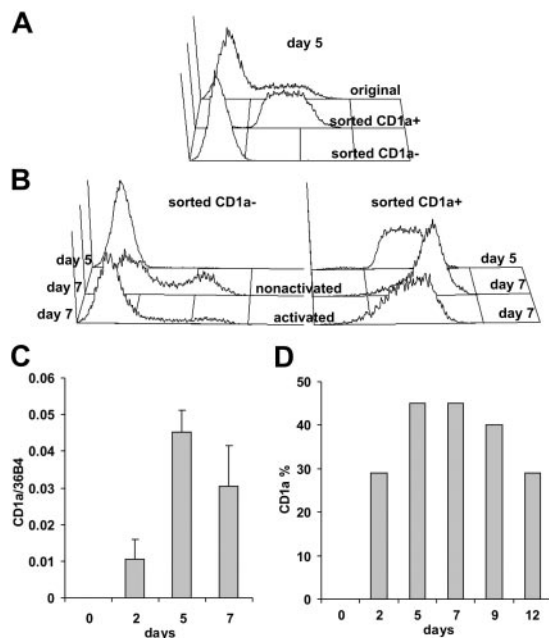 A
day 5
original
sorted CD1a+
sorted CD1a-
B
sorted CD1a-
sorted CD1a+
day 5
day 5
day 7
nonactivated
day 7
day 7
activated
day 7
C
D
0.06
0.05
0.04
0.03
0.02
0.01
0
CD1a/36B4
0
2
5
7
days
50
40
30
20
10
0
CD1a %
0
2
5
7
9
12
days